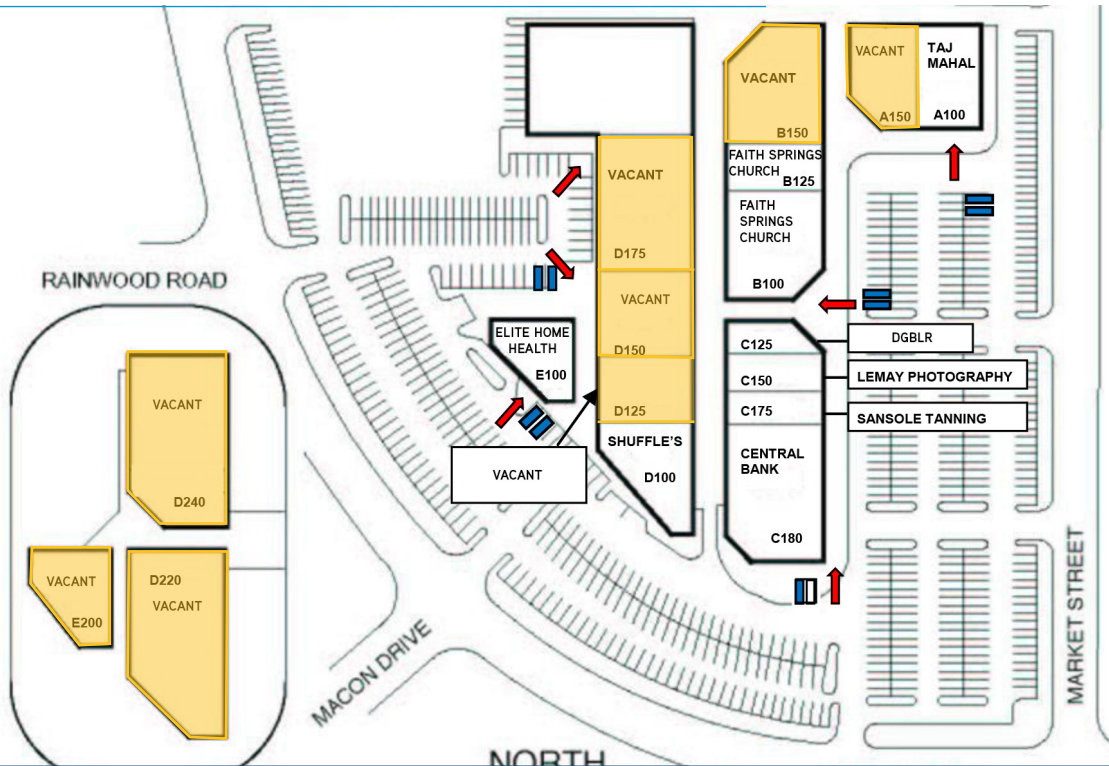 VACANT
TAJ
MAHAL
A150
A100
VACANT
B150
FAITH SPRINGS
CHURCH
B125
FAITH
SPRINGS
CHURCH
B100
VACANT
D175
VACANT
D150
D125
SHUFFLE'S
D100
VACANT
ELITE HOME
HEALTH
E100
C125
DGBLR
C150
LEMAY PHOTOGRAPHY
C175
SANSOLE TANNING
CENTRAL
BANK
C180
RAINWOOD ROAD
VACANT
D240
VACANT
E200
D220
VACANT
MACON DRIVE
MARKET STREET
NORTH